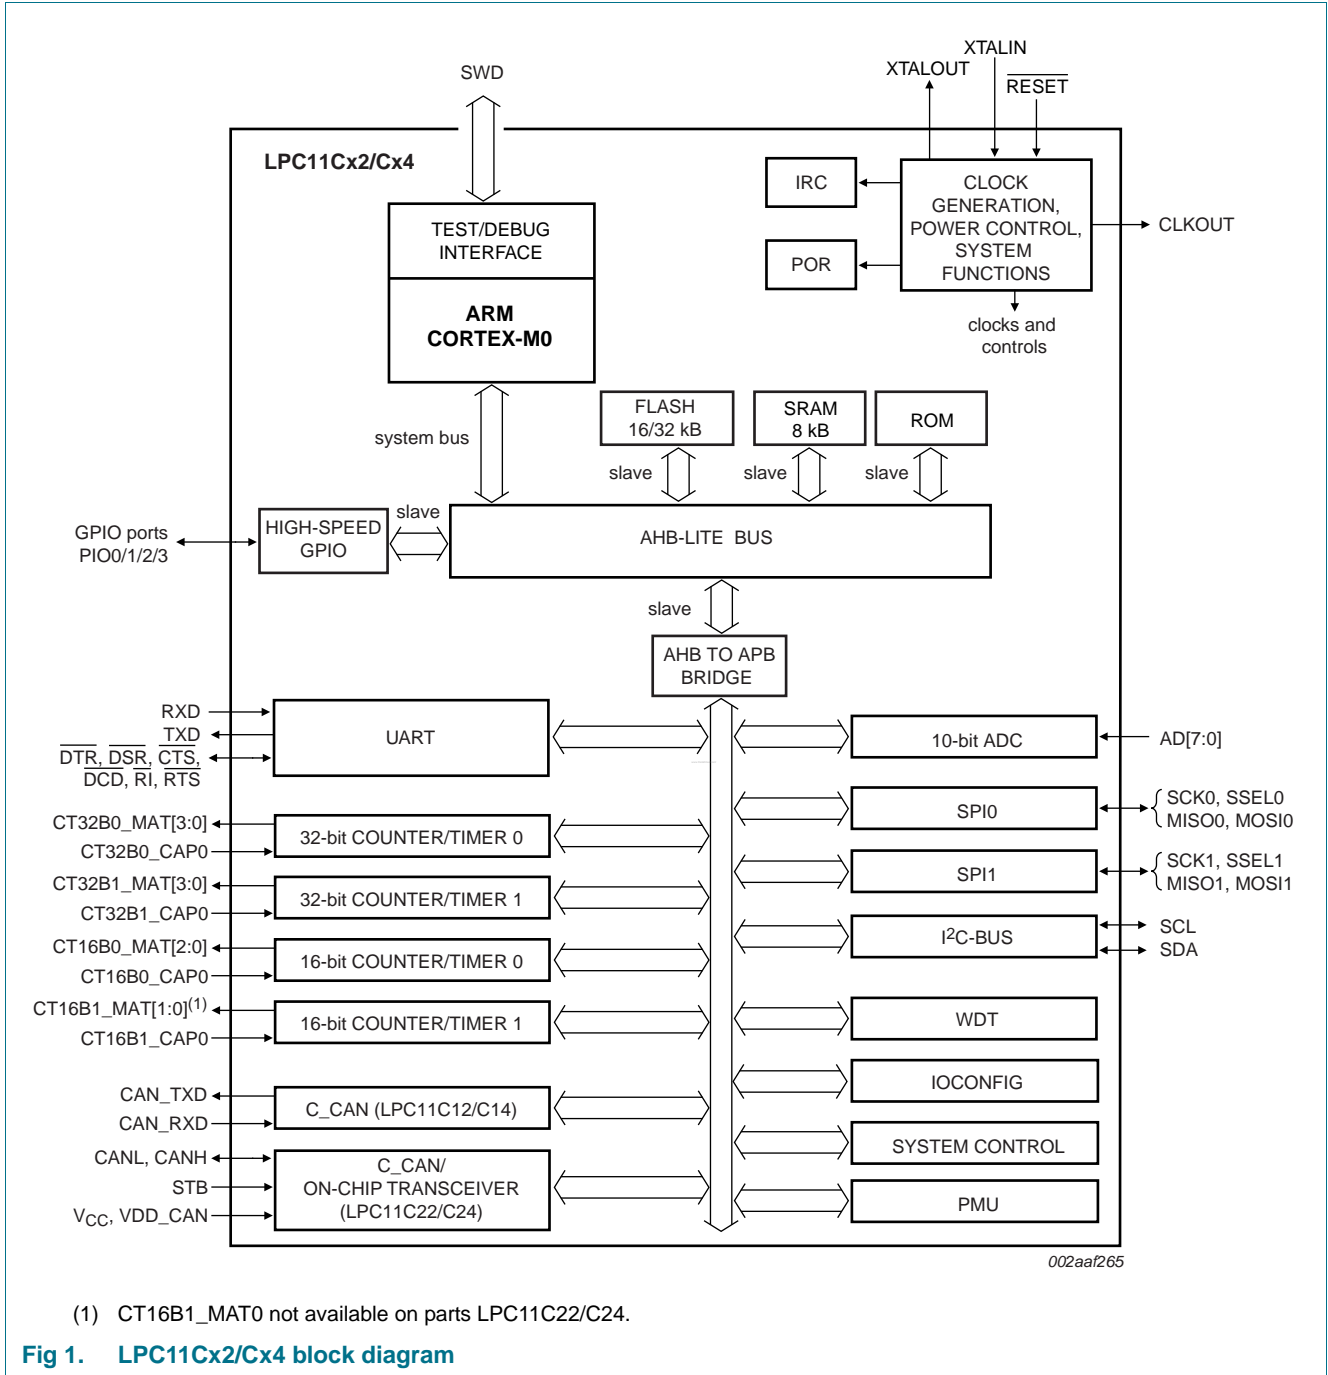 SWD
XTALIN
XTALOUT
RESET
LPC11Cx2/Cx4
TEST/DEBUG
INTERFACE
ARM
CORTEX-M0
IRC
POR
CLOCK
GENERATION,
POWER CONTROL,
SYSTEM
FUNCTIONS
CLKOUT
clocks and
controls
system bus
FLASH
16/32 kB
SRAM
8 kB
ROM
slave
slave
slave
GPIO ports
PIO0/1/2/3
HIGH-SPEED
GPIO
slave
AHB-LITE BUS
slave
AHB TO APB
BRIDGE
RXD
TXD
DTR, DSR, CTS,
DCD, RI, RTS
UART
10-bit ADC
AD[7:0]
CT32B0_MAT[3:0]
CT32B0_CAP0
32-bit COUNTER/TIMER 0
SPI0
SCK0, SSEL0
MISO0, MOSI0
CT32B1_MAT[3:0]
CT32B1_CAP0
32-bit COUNTER/TIMER 1
SPI1
SCK1, SSEL1
MISO1, MOSI1
CT16B0_MAT[2:0]
CT16B0_CAP0
16-bit COUNTER/TIMER 0
I2C-BUS
SCL
SDA
CT16B1_MAT[1:0](1)
CT16B1_CAP0
16-bit COUNTER/TIMER 1
WDT
IOCONFIG
CAN_TXD
CAN_RXD
C_CAN (LPC11C12/C14)
SYSTEM CONTROL
CANL, CANH
STB
VCC, VDD_CAN
C_CAN/
ON-CHIP TRANSCEIVER
(LPC11C22/C24)
PMU
002aaf265
(1) CT16B1_MAT0 not available on parts LPC11C22/C24.
Fig 1. LPC11Cx2/Cx4 block diagram